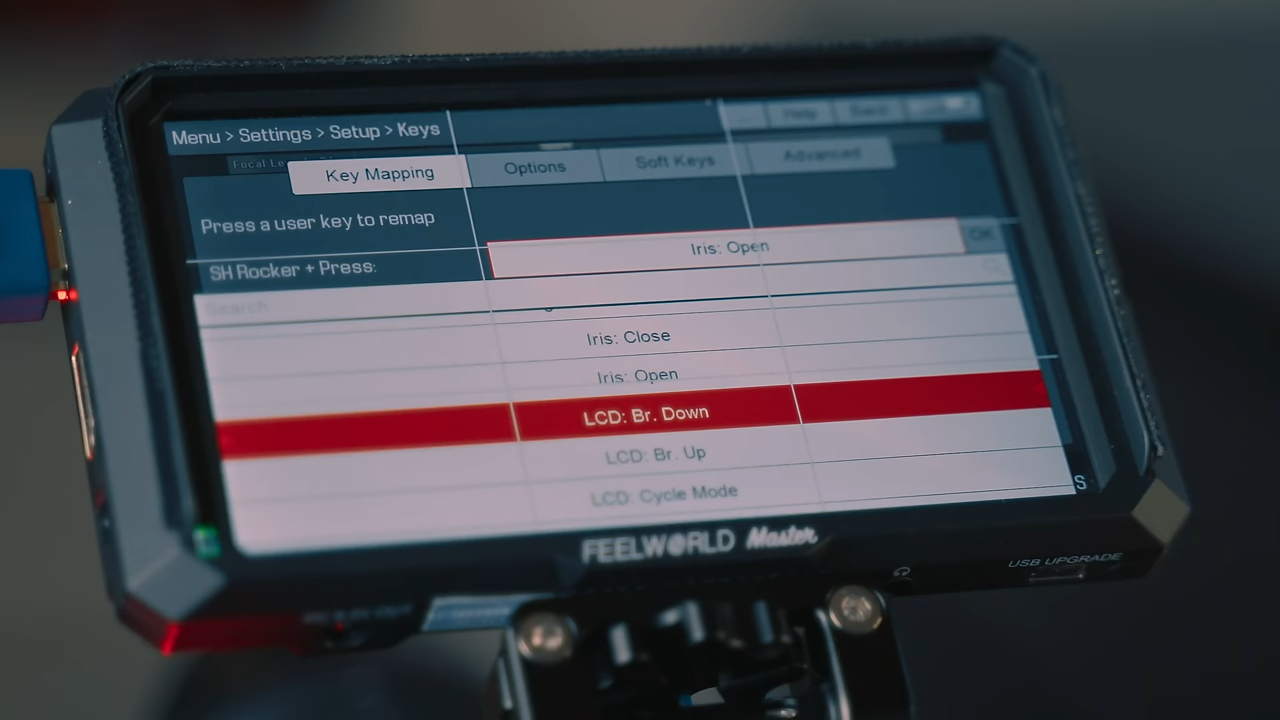 Menu > Settings > Setup > Keys
Help Back
Key Mapping Options Soft Keys Advanced
Press a user key to remap
SH Rocker + Press: Iris: Open OK
Search
Iris: Close
Iris: Open
LCD: Br. Down
LCD: Br. Up
LCD: Cycle Mode
S
FEELWORLD Master
USB UPGRADE